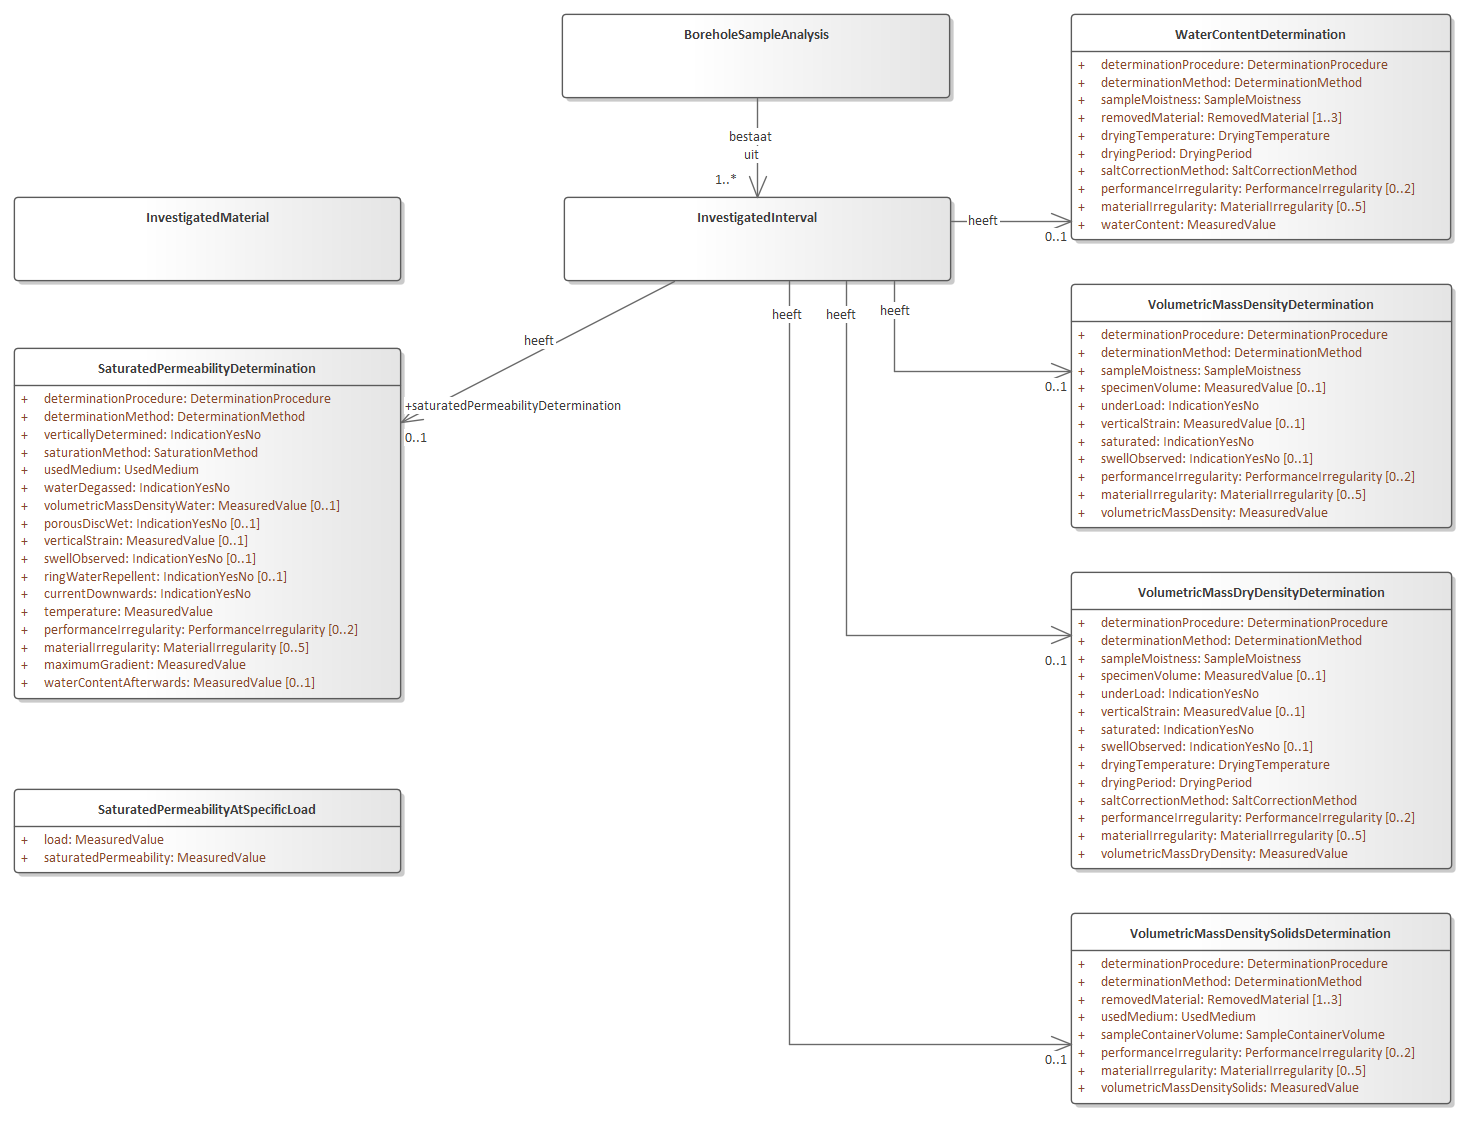 BoreholeSampleAnalysis
bestaat
uit
1..*
InvestigatedMaterial
InvestigatedInterval
heeft
0..1
WaterContentDetermination
+ determinationProcedure: DeterminationProcedure
+ determinationMethod: DeterminationMethod
+ sampleMoistness: SampleMoistness
+ removedMaterial: RemovedMaterial [1..3]
+ dryingTemperature: DryingTemperature
+ dryingPeriod: DryingPeriod
+ saltCorrectionMethod: SaltCorrectionMethod
+ performanceIrregularity: PerformanceIrregularity [0..2]
+ materialIrregularity: MaterialIrregularity [0..5]
+ waterContent: MeasuredValue
heeft
heeft
heeft
heeft
+saturatedPermeabilityDetermination
0..1
SaturatedPermeabilityDetermination
+ determinationProcedure: DeterminationProcedure
+ determinationMethod: DeterminationMethod
+ verticallyDetermined: IndicationYesNo
+ saturationMethod: SaturationMethod
+ usedMedium: UsedMedium
+ waterDegassed: IndicationYesNo
+ volumetricMassDensityWater: MeasuredValue [0..1]
+ porousDiscWet: IndicationYesNo [0..1]
+ verticalStrain: MeasuredValue [0..1]
+ swellObserved: IndicationYesNo [0..1]
+ ringWaterRepellent: IndicationYesNo [0..1]
+ currentDownwards: IndicationYesNo
+ temperature: MeasuredValue
+ performanceIrregularity: PerformanceIrregularity [0..2]
+ materialIrregularity: MaterialIrregularity [0..5]
+ maximumGradient: MeasuredValue
+ waterContentAfterwards: MeasuredValue [0..1]
0..1
VolumetricMassDensityDetermination
+ determinationProcedure: DeterminationProcedure
+ determinationMethod: DeterminationMethod
+ sampleMoistness: SampleMoistness
+ specimenVolume: MeasuredValue [0..1]
+ underLoad: IndicationYesNo
+ verticalStrain: MeasuredValue [0..1]
+ saturated: IndicationYesNo
+ swellObserved: IndicationYesNo [0..1]
+ performanceIrregularity: PerformanceIrregularity [0..2]
+ materialIrregularity: MaterialIrregularity [0..5]
+ volumetricMassDensity: MeasuredValue
0..1
VolumetricMassDryDensityDetermination
+ determinationProcedure: DeterminationProcedure
+ determinationMethod: DeterminationMethod
+ sampleMoistness: SampleMoistness
+ specimenVolume: MeasuredValue [0..1]
+ underLoad: IndicationYesNo
+ verticalStrain: MeasuredValue [0..1]
+ saturated: IndicationYesNo
+ swellObserved: IndicationYesNo [0..1]
+ dryingTemperature: DryingTemperature
+ dryingPeriod: DryingPeriod
+ saltCorrectionMethod: SaltCorrectionMethod
+ performanceIrregularity: PerformanceIrregularity [0..2]
+ materialIrregularity: MaterialIrregularity [0..5]
+ volumetricMassDryDensity: MeasuredValue
SaturatedPermeabilityAtSpecificLoad
+ load: MeasuredValue
+ saturatedPermeability: MeasuredValue
0..1
VolumetricMassDensitySolidsDetermination
+ determinationProcedure: DeterminationProcedure
+ determinationMethod: DeterminationMethod
+ removedMaterial: RemovedMaterial [1..3]
+ usedMedium: UsedMedium
+ sampleContainerVolume: SampleContainerVolume
+ performanceIrregularity: PerformanceIrregularity [0..2]
+ materialIrregularity: MaterialIrregularity [0..5]
+ volumetricMassDensitySolids: MeasuredValue